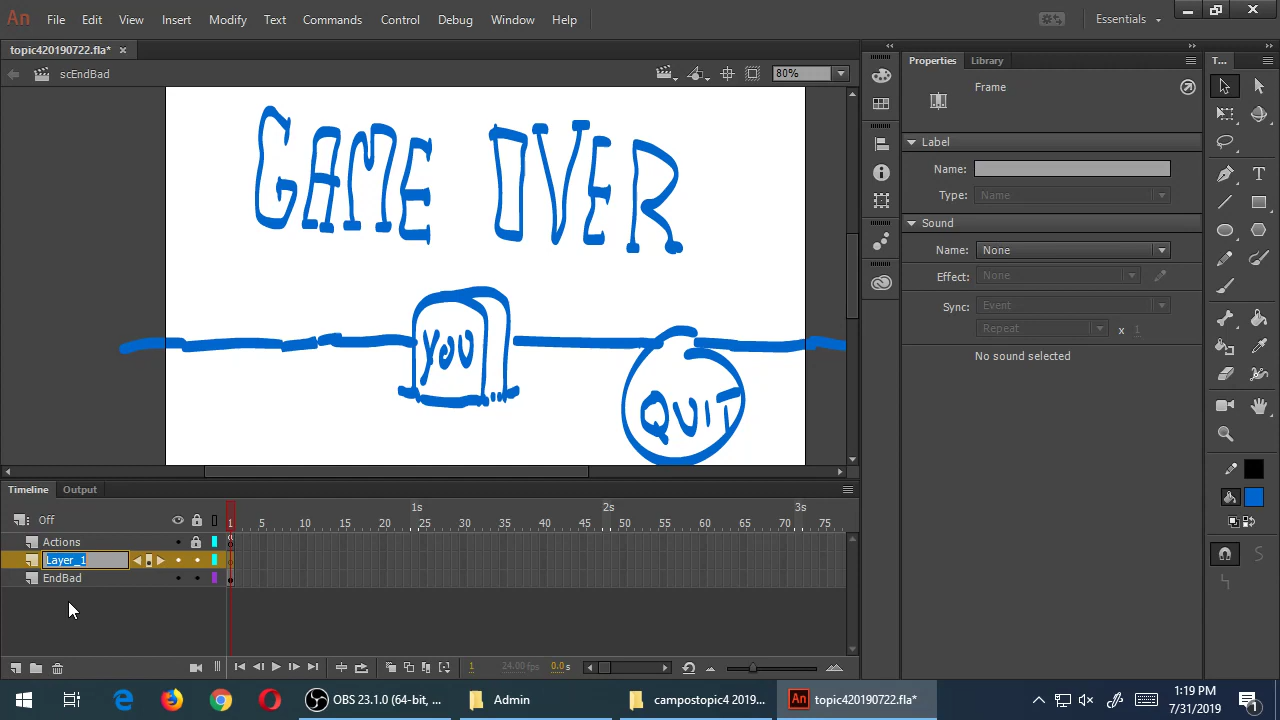 An File Edit View Insert Modify Text Commands Control Debug Window Help Essentials
topic420190722.fla* ×
scEndBad 80%
Properties Library T...
Frame
Label
Name:
Type: Name
Sound
Name: None
Effect: None
Sync: Event
Repeat x 1
No sound selected
GAME OVER
YOU
QUIT
Timeline Output
1s 2s 3s
Off 1 5 10 15 20 25 30 35 40 45 50 55 60 65 70 75
Actions
Layer_1
EndBad
1 24.00 fps 0.0 s
OBS 23.1.0 (64-bit, ... Admin campostopic4 2019... An topic420190722.fla* 1:19 PM
7/31/2019 1